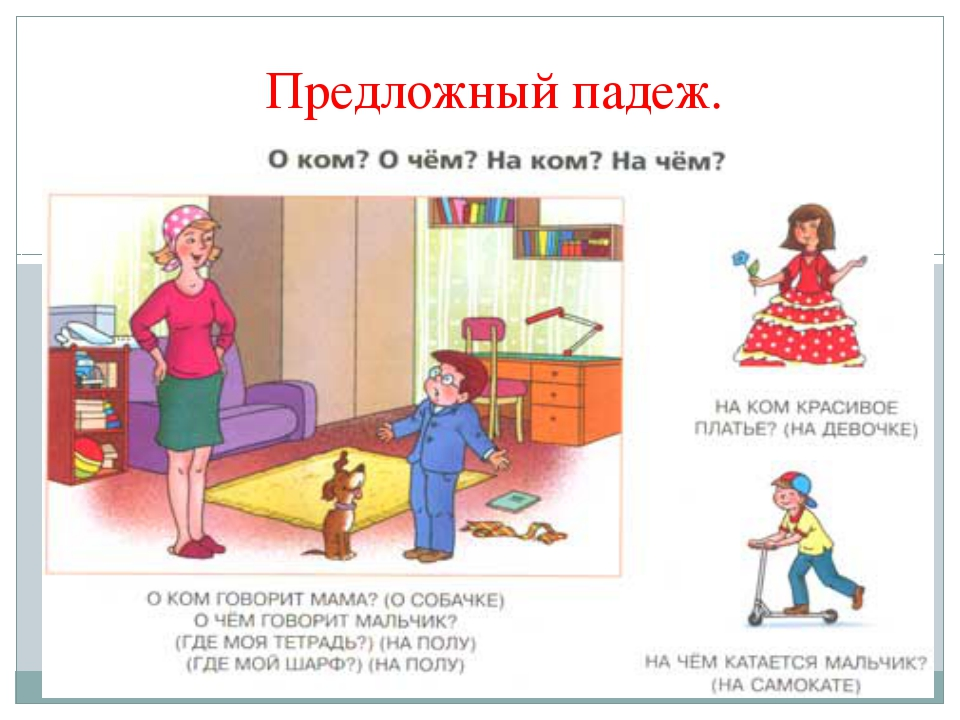 Предложный падеж.
О ком? О чём? На ком? На чём?
О КОМ ГОВОРИТ МАМА? (О СОБАЧКЕ)
О ЧЁМ ГОВОРИТ МАЛЬЧИК?
(ГДЕ МОЯ ТЕТРАДЬ?) (НА ПОЛУ)
(ГДЕ МОЙ ШАРФ?) (НА ПОЛУ)
НА КОМ КРАСИВОЕ
ПЛАТЬЕ? (НА ДЕВОЧКЕ)
НА ЧЁМ КАТАЕТСЯ МАЛЬЧИК?
(НА САМОКАТЕ)